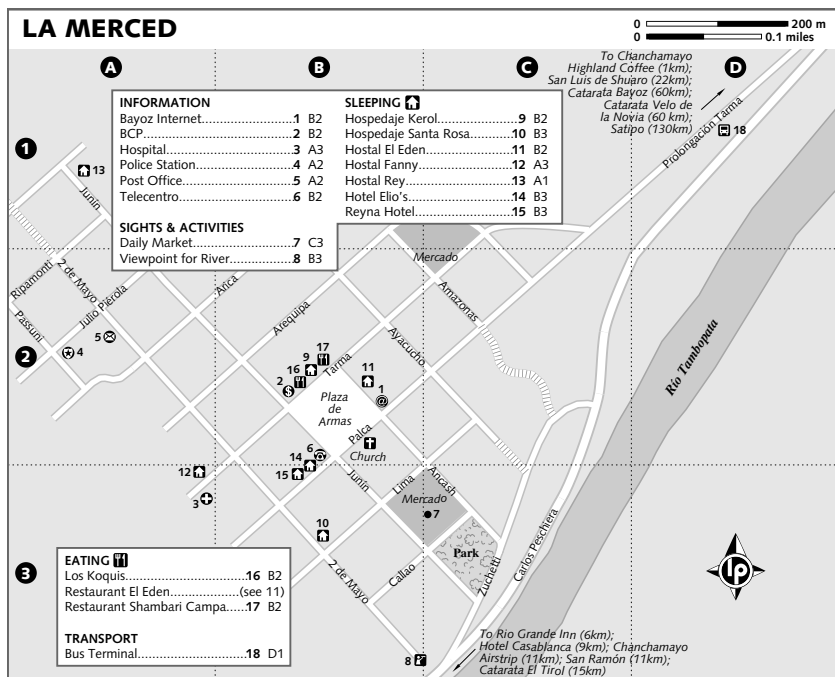 LA MERCED
0 200 m
0 0.1 miles
A
B
C
D
1
2
3
To Chanchamayo
Highland Coffee (1km);
San Luis de Shuaro (22km);
Catarata Bayoz (60km);
Catarata Velo de
la Novia (60 km);
Satipo (130km)
INFORMATION
Bayoz Internet 1 B2
BCP 2 B2
Hospital 3 A3
Police Station 4 A2
Post Office 5 A2
Telecentro 6 B2
SIGHTS & ACTIVITIES
Daily Market 7 C3
Viewpoint for River 8 B3
SLEEPING
Hospedaje Kerol 9 B2
Hospedaje Santa Rosa 10 B3
Hostal El Eden 11 B2
Hostal Fanny 12 A3
Hostal Rey 13 A1
Hotel Elio's 14 B3
Reyna Hotel 15 B3
18
Prolongación Tarma
13
Junín
Mercado
2 de Mayo
Ripamonti
Passuni
Julio Piérola
Arica
Arequipa
Amazonas
Ayacucho
Río Tambopata
5
4
17
9
16
2
$
Tarma
11
1
@
Plaza
de
Armas
Palca
Church
6
14
15
12
3
Junín
Lima
Ancash
Mercado
7
10
Park
2 de Mayo
Callao
Zuchetti
Carlos Peschiera
lp
EATING
Los Koquis 16 B2
Restaurant El Eden (see 11)
Restaurant Shambari Campa 17 B2
TRANSPORT
Bus Terminal 18 D1
8
To Rio Grande Inn (6km);
Hotel Casablanca (9km); Chanchamayo
Airstrip (11km); San Ramón (11km);
Catarata El Tirol (15km)